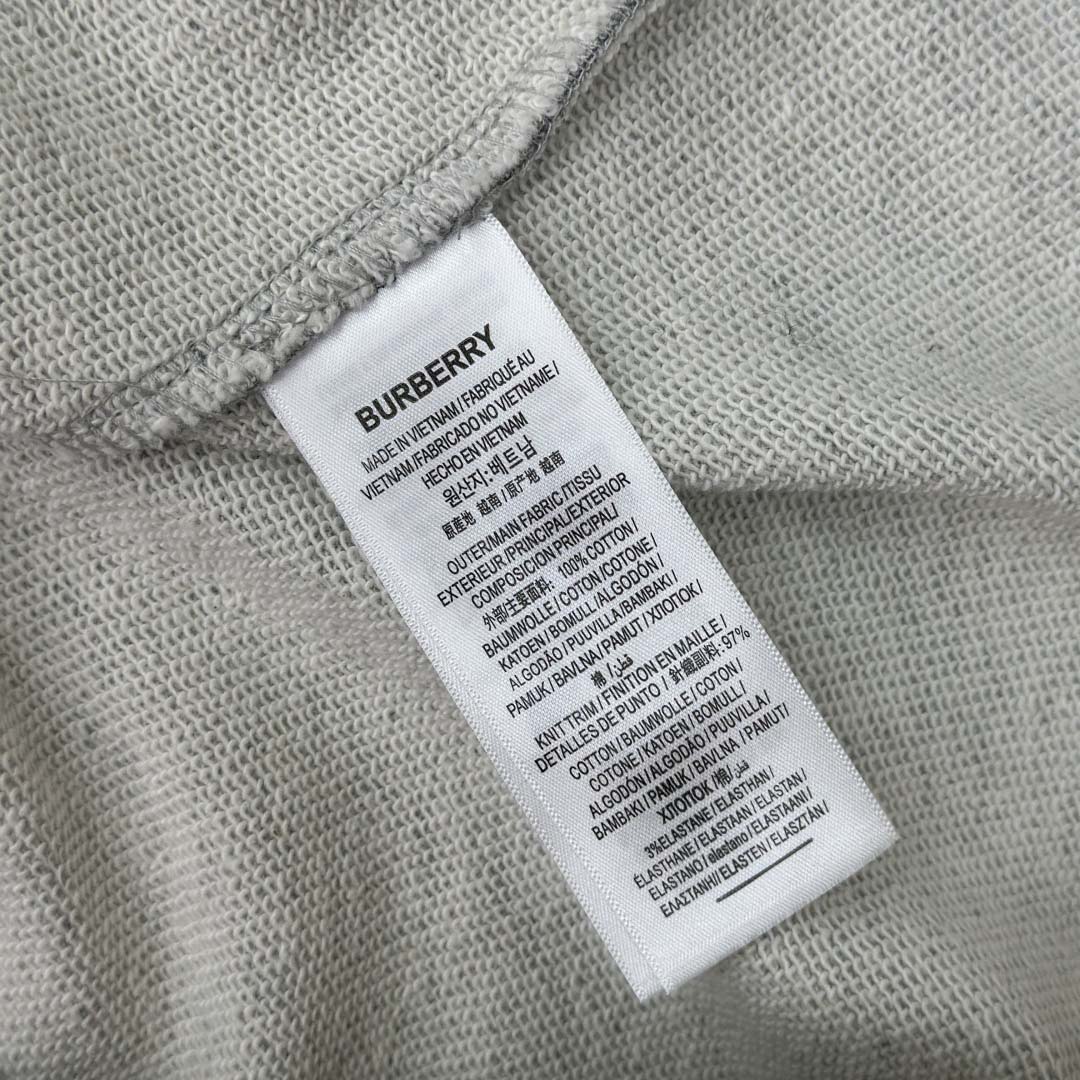 BURBERRY
MADE IN VIETNAM / FABRIQUÉ AU
VIETNAM / FABRICADO NO VIETNAME /
HECHO EN VIETNAM
원산지: 베트남
原產地 越南 / 原产地 越南
OUTER/MAIN FABRIC /TISSU
EXTERIEUR /PRINCIPAL/EXTERIOR
COMPOSICION PRINCIPAL/
外部/主要面料: 100% COTTON/
BAUMWOLLE / COTON/COTONE/
KATOEN / BOMULL /ALGODÓN/
ALGODÃO / PUUVILLA/BAMBAKI/
PAMUK / BAVLNA / PAMUT / ΧΤΙΟΠΟΚ /
棉 / قطن
KNIT TRIM / FINITION EN MAILLE /
DETALLES DE PUNTO / 針織副料: 97%
COTTON / BAUMWOLLE / COTON/
COTONE / KATOEN / BOMULL/
ALGODÓN/ ALGODÃO / PUUVILLA/
BAMBAKI / PAMUK / BAVLNA / PAMUT/
ΧΤΙΟΠΟΚ /棉/ قطن
3%ELASTANE / ELASTHAN /
ÉLASTHANE / ELASTAAN / ELASTAN/
ELASTANO / elastano / ELASTAANI/
ΕΛΑΣΤΑΝΗ// ELASTEN / ELASZTÁN/